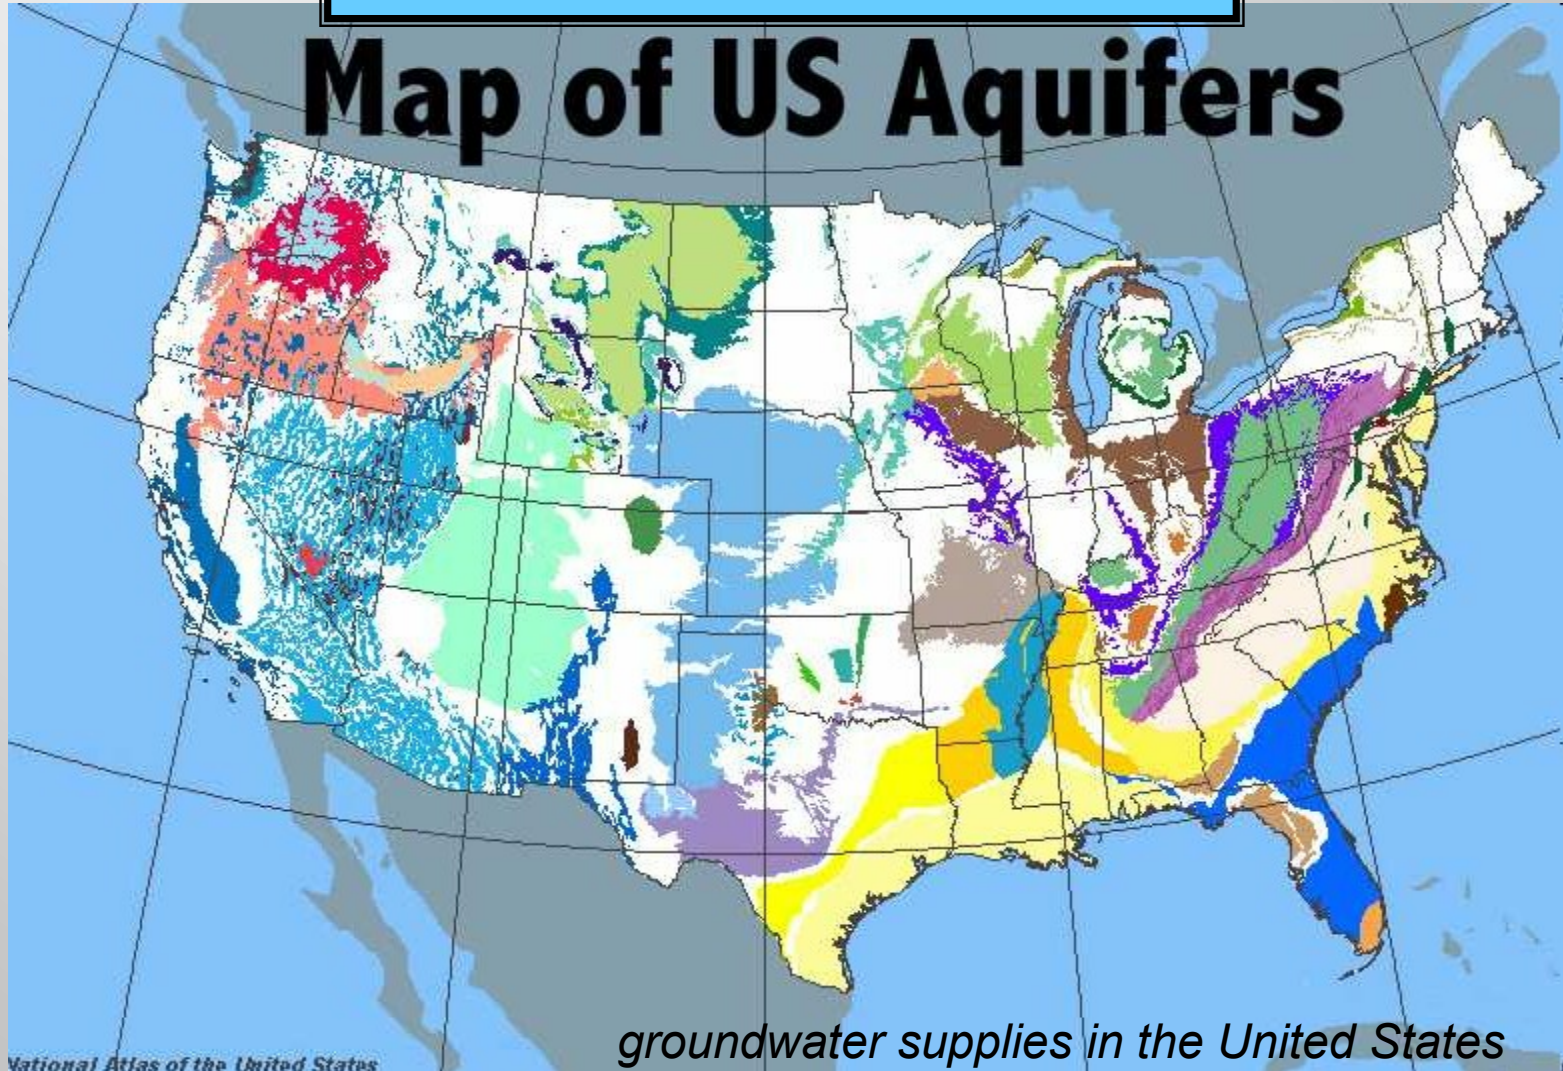 Map of US Aquifers
groundwater supplies in the United States
National Atlas of the United States